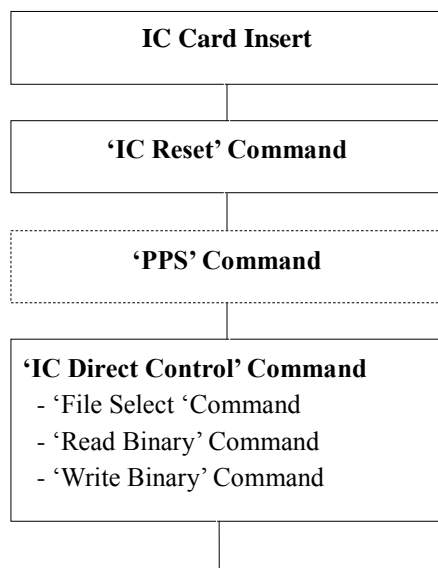 IC Card Insert
‘IC Reset’ Command
‘PPS’ Command
‘IC Direct Control’ Command
- ‘File Select ‘Command
- ‘Read Binary’ Command
- ‘Write Binary’ Command